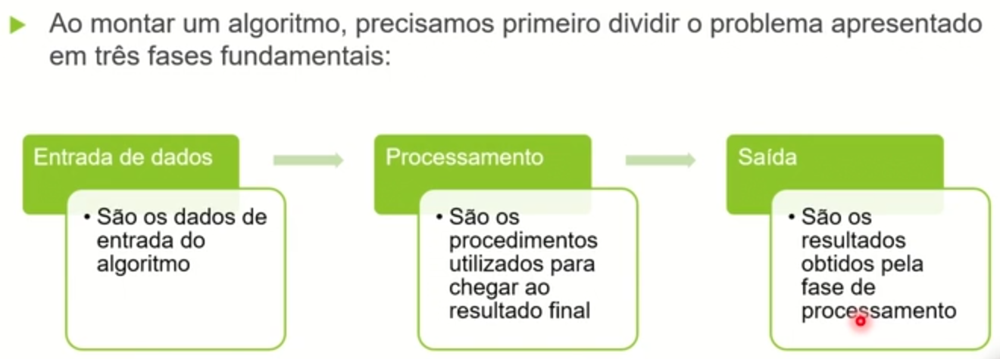 Ao montar um algoritmo, precisamos primeiro dividir o problema apresentado
em três fases fundamentais:
Entrada de dados
• São os dados de
entrada do
algoritmo
Processamento
• São os
procedimentos
utilizados para
chegar ao
resultado final
Saída
• São os
resultados
obtidos pela
fase de
processamento